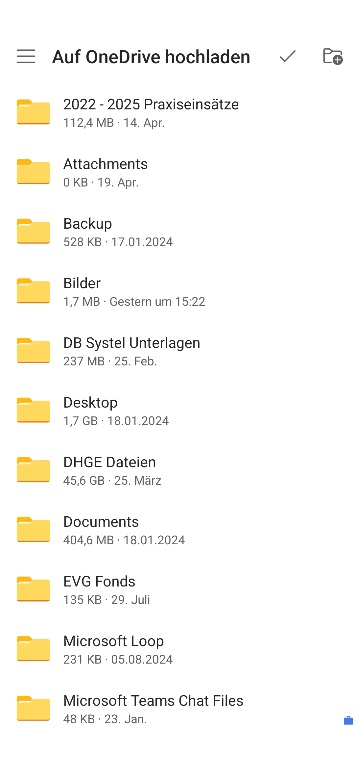 Auf OneDrive hochladen
2022 - 2025 Praxiseinsätze
112,4 MB · 14. Apr.
Attachments
0 KB · 19. Apr.
Backup
528 KB · 17.01.2024
Bilder
1,7 MB · Gestern um 15:22
DB Systel Unterlagen
237 MB · 25. Feb.
Desktop
1,7 GB · 18.01.2024
DHGE Dateien
45,6 GB · 25. März
Documents
404,6 MB · 18.01.2024
EVG Fonds
135 KB · 29. Juli
Microsoft Loop
231 KB · 05.08.2024
Microsoft Teams Chat Files
48 KB · 23. Jan.